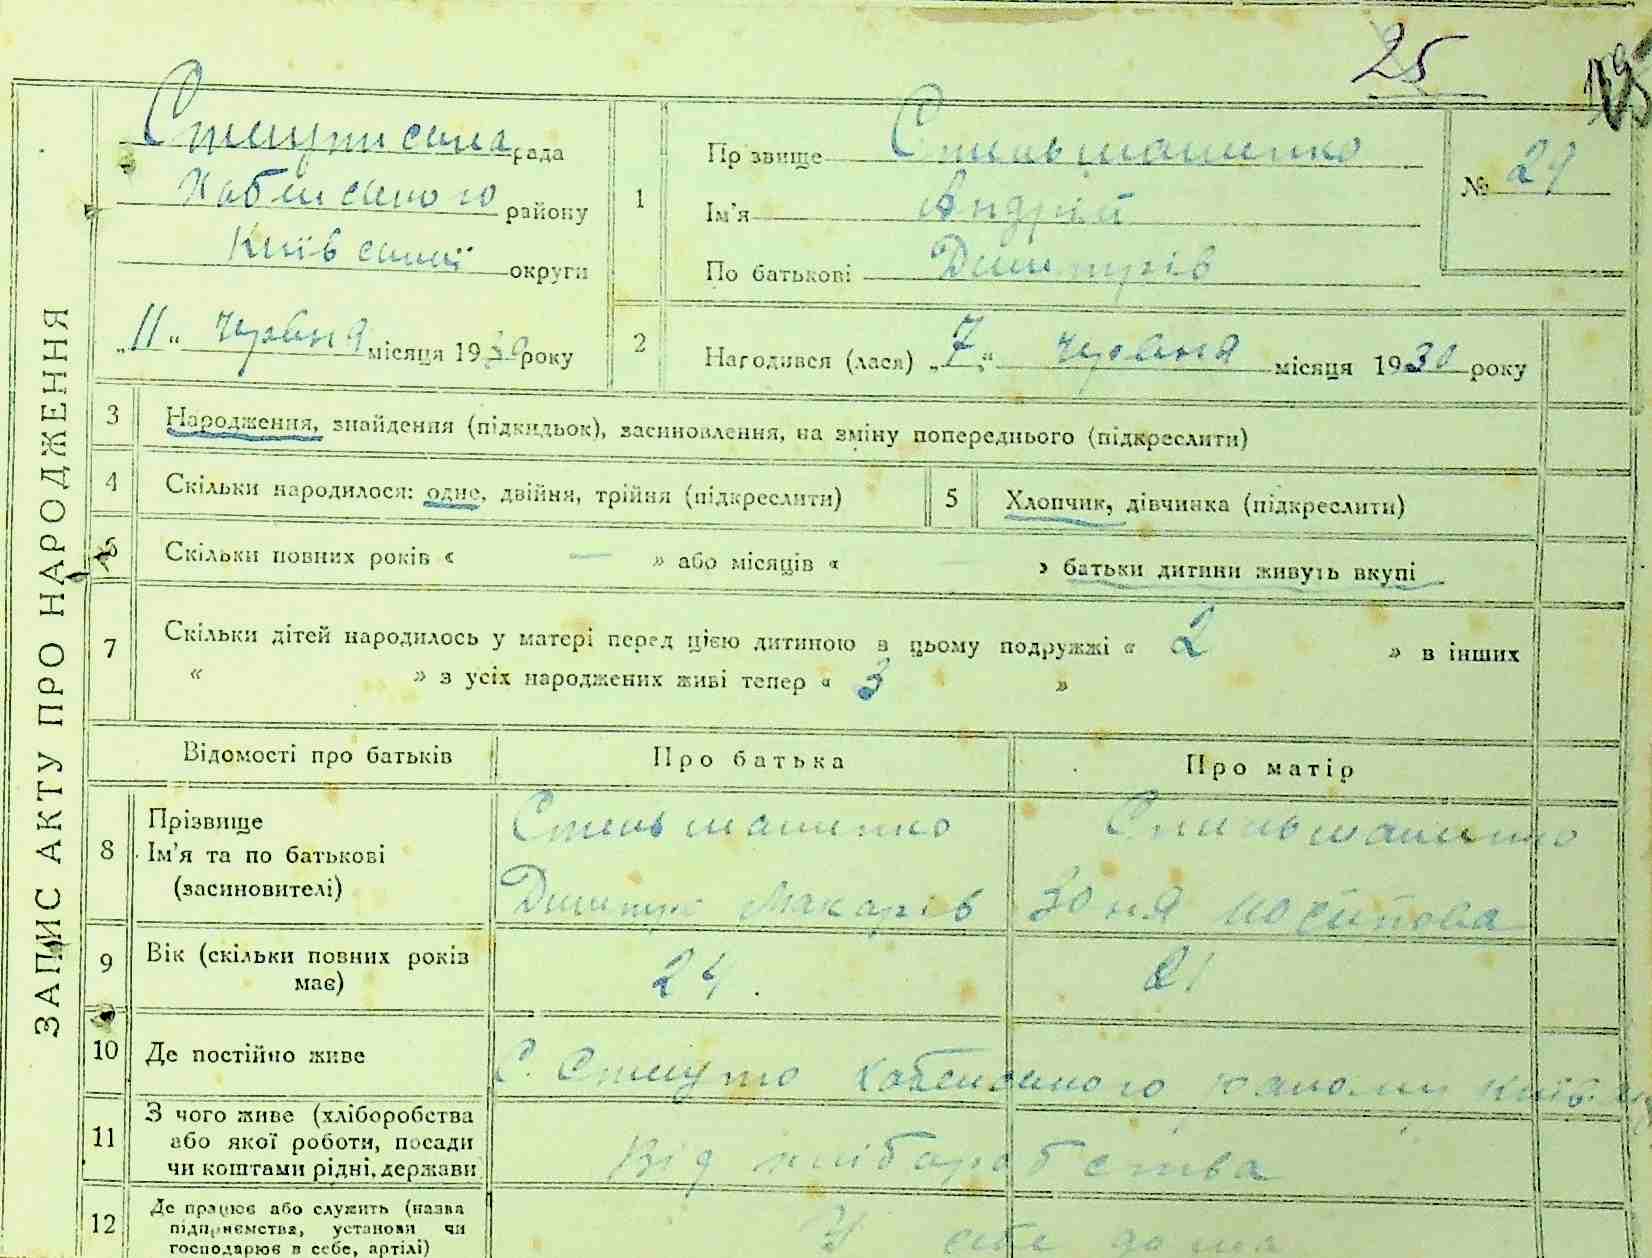 25
ЗАПИС АКТУ ПРО НАРОДЖЕННЯ
рада
району
Київської округи
„11“ червня місяця 1930 року
1
Прізвище Стельмашенко
Ім'я Андрій
По батькові Дмитрів
№ 24
2
Народився (лася) „7“ червня місяця 1930 року
3 Народження, знайдення (підкидьок), засиновлення, на зміну попереднього (підкреслити)
4 Скільки народилося: одне, двійня, трійня (підкреслити)
5 Хлопчик, дівчинка (підкреслити)
6 Скільки повних років « — » або місяців « » батьки дитини живуть вкупі
7 Скільки дітей народилось у матері перед цією дитиною в цьому подружжі « 2 » в інших
« » з усіх народжених живі тепер « 3 »
Відомості про батьків Про батька Про матір
8 Прізвище
Ім'я та по батькові
(засиновителі)
Стельмашенко Стельмашенко
Дмитро Макарів Зоня
9 Вік (скільки повних років
має)
24. 21
10 Де постійно живе
11 З чого живе (хліборобства
або якої роботи, посади
чи коштами рідні, держави
Від хліборобства
12 Де працює або служить (назва
підприємства, установи чи
господарює в себе, артілі)
У себе дома